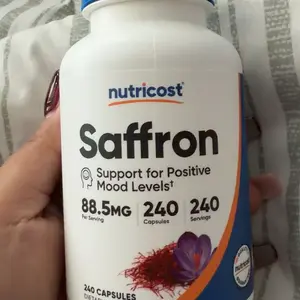 nutricost®
Saffron
Support for Positive
Mood Levels†
88.5MG 240 240
Per Serving Capsules Servings
240 CAPSULES